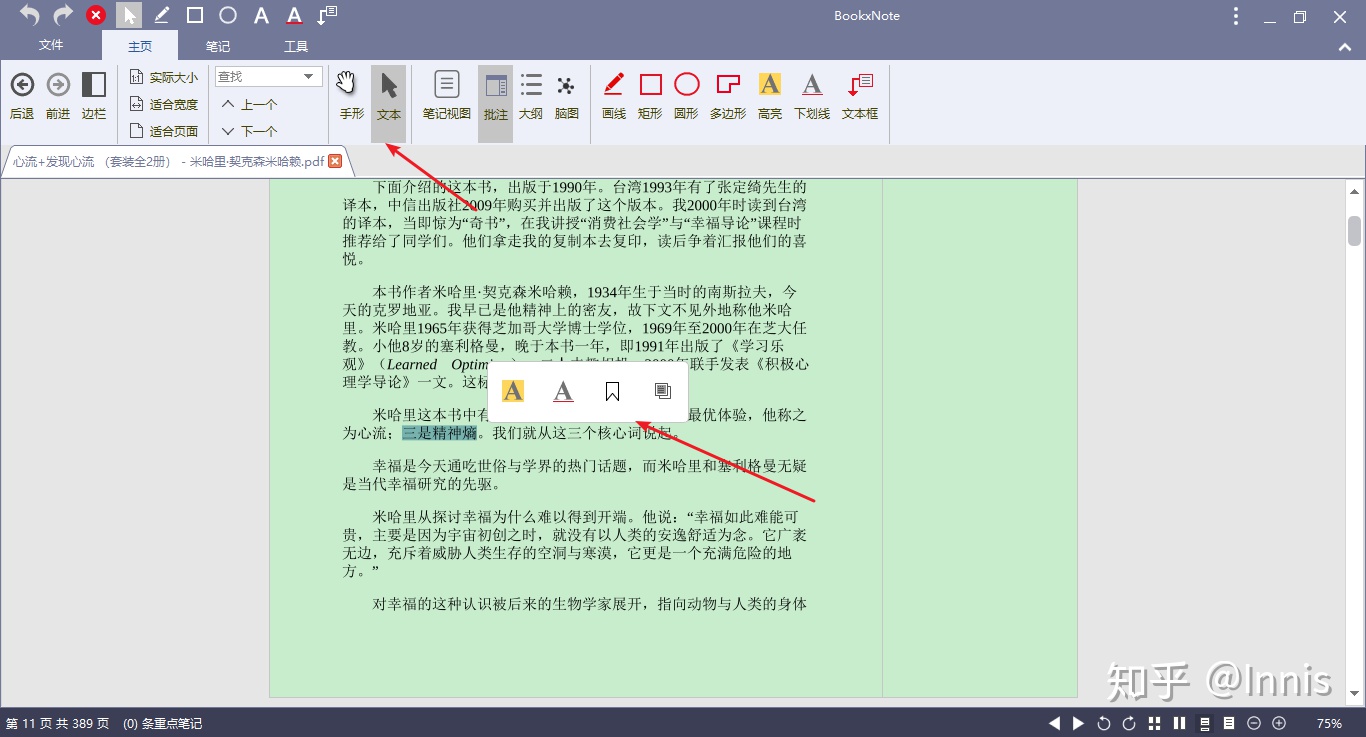 BookxNote
文件 主页 笔记 工具
实际大小 查找
适合宽度 上一个
适合页面 下一个
后退 前进 边栏 手形 文本 笔记视图 批注 大纲 脑图 画线 矩形 圆形 多边形 高亮 下划线 文本框
心流+发现心流 （套装全2册） - 米哈里·契克森米哈赖.pdf
下面介绍的这本书，出版于1990年。台湾1993年有了张定绮先生的
译本，中信出版社2009年购买并出版了这个版本。我2000年时读到台湾
的译本，当即惊为“奇书”，在我讲授“消费社会学”与“幸福导论”课程时
推荐给了同学们。他们拿走我的复制本去复印，读后争着汇报他们的喜
悦。
本书作者米哈里·契克森米哈赖，1934年生于当时的南斯拉夫，今
天的克罗地亚。我早已是他精神上的密友，故下文不见外地称他米哈
里。米哈里1965年获得芝加哥大学博士学位，1969年至2000年在芝大任
教。小他8岁的塞利格曼，晚于本书一年，即1991年出版了《学习乐
观》（Learned Optim 2000年联手发表《积极心
理学导论》一文。这标
米哈里这本书中有 最优体验，他称之
为心流；三是精神熵。我们就从这三个核心词说起。
幸福是今天通吃世俗与学界的热门话题，而米哈里和塞利格曼无疑
是当代幸福研究的先驱。
米哈里从探讨幸福为什么难以得到开端。他说：“幸福如此难能可
贵，主要是因为宇宙初创之时，就没有以人类的安逸舒适为念。它广袤
无边，充斥着威胁人类生存的空洞与寒漠，它更是一个充满危险的地
方。”
对幸福的这种认识被后来的生物学家展开，指向动物与人类的身体
知乎 @Innis
第 11 页 共 389 页 (0) 条重点笔记 75%